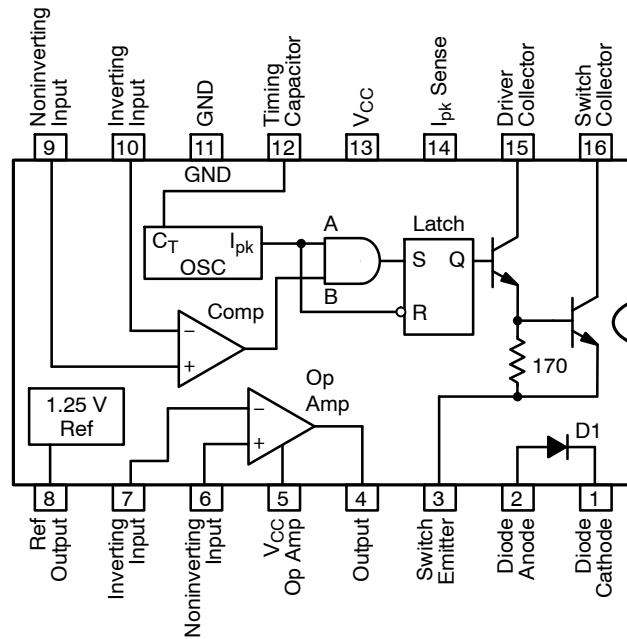 Noninverting
Input
Inverting
Input
GND
Timing
Capacitor
VCC
Ipk Sense
Driver
Collector
Switch
Collector
9
10
11
12
13
14
15
16
GND
CT
Ipk
OSC
A
B
Latch
S
Q
R
Comp
−
+
170
1.25 V
Ref
Op
Amp
−
+
D1
8
7
6
5
4
3
2
1
Ref
Output
Inverting
Input
Noninverting
Input
VCC
Op Amp
Output
Switch
Emitter
Diode
Anode
Diode
Cathode